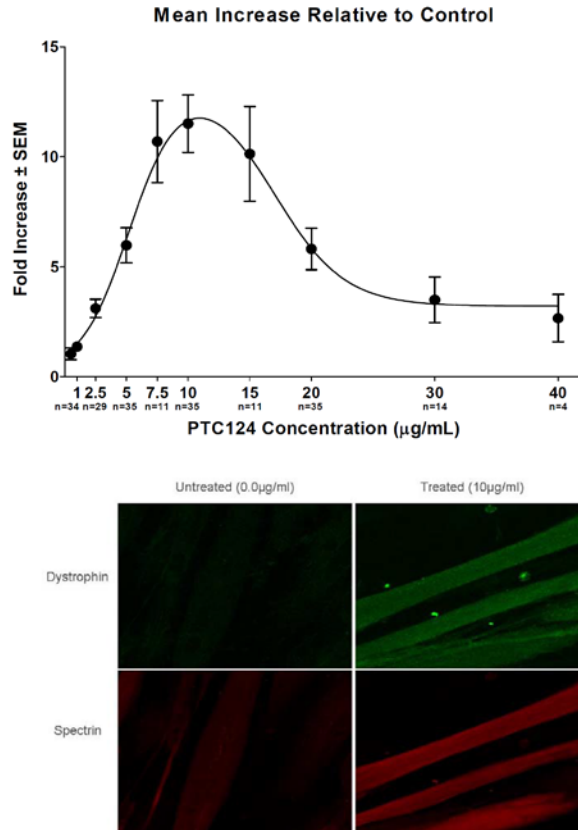 Mean Increase Relative to Control
15
10
5
0
Fold Increase ± SEM
1 2.5 5 7.5 10 15 20 30 40
n=34 n=29 n=35 n=11 n=35 n=11 n=35 n=14 n=4
PTC124 Concentration (µg/mL)
Untreated (0.0µg/ml) Treated (10µg/ml)
Dystrophin
Spectrin